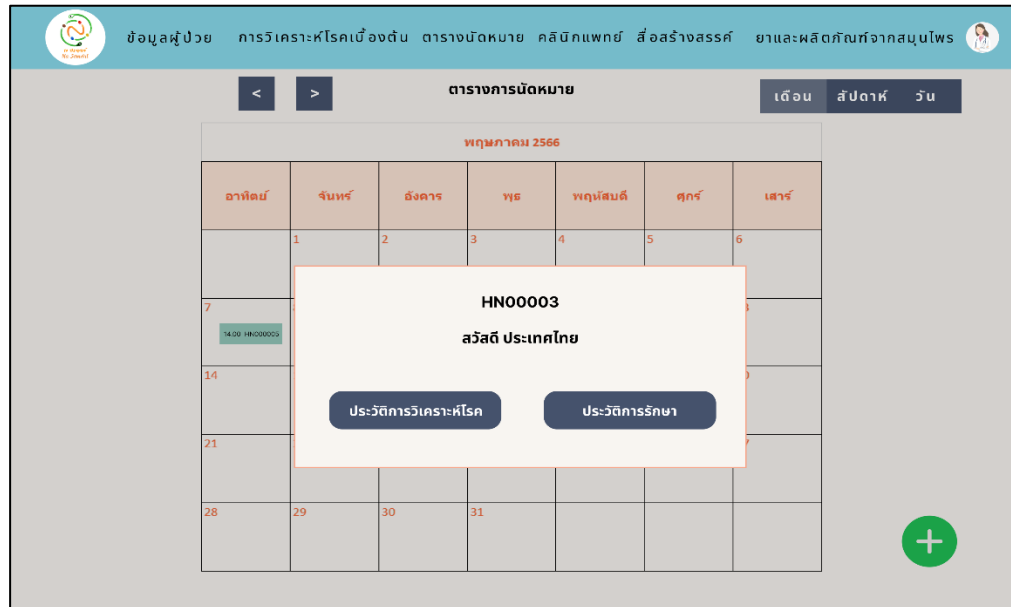 ข้อมูลผู้ป่วย การวิเคราะห์โรคเบื้องต้น ตารางนัดหมาย คลินิกแพทย์ สื่อสร้างสรรค์ ยาและผลิตภัณฑ์จากสมุนไพร
< > ตารางการนัดหมาย เดือน สัปดาห์ วัน
พฤษภาคม 2566
อาทิตย์ จันทร์ อังคาร พุธ พฤหัสบดี ศุกร์ เสาร์
1 2 3 4 5 6
HN00003
7
14.00 HN000005
สวัสดี ประเทศไทย
14
ประวัติการวิเคราะห์โรค ประวัติการรักษา
21
28 29 30 31
+